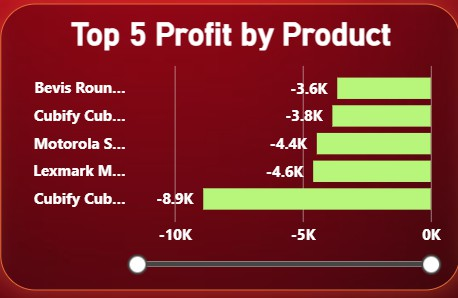 Top 5 Profit by Product
Bevis Roun... -3.6K
Cubify Cub... -3.8K
Motorola S... -4.4K
Lexmark M... -4.6K
Cubify Cub... -8.9K
-10K -5K 0K